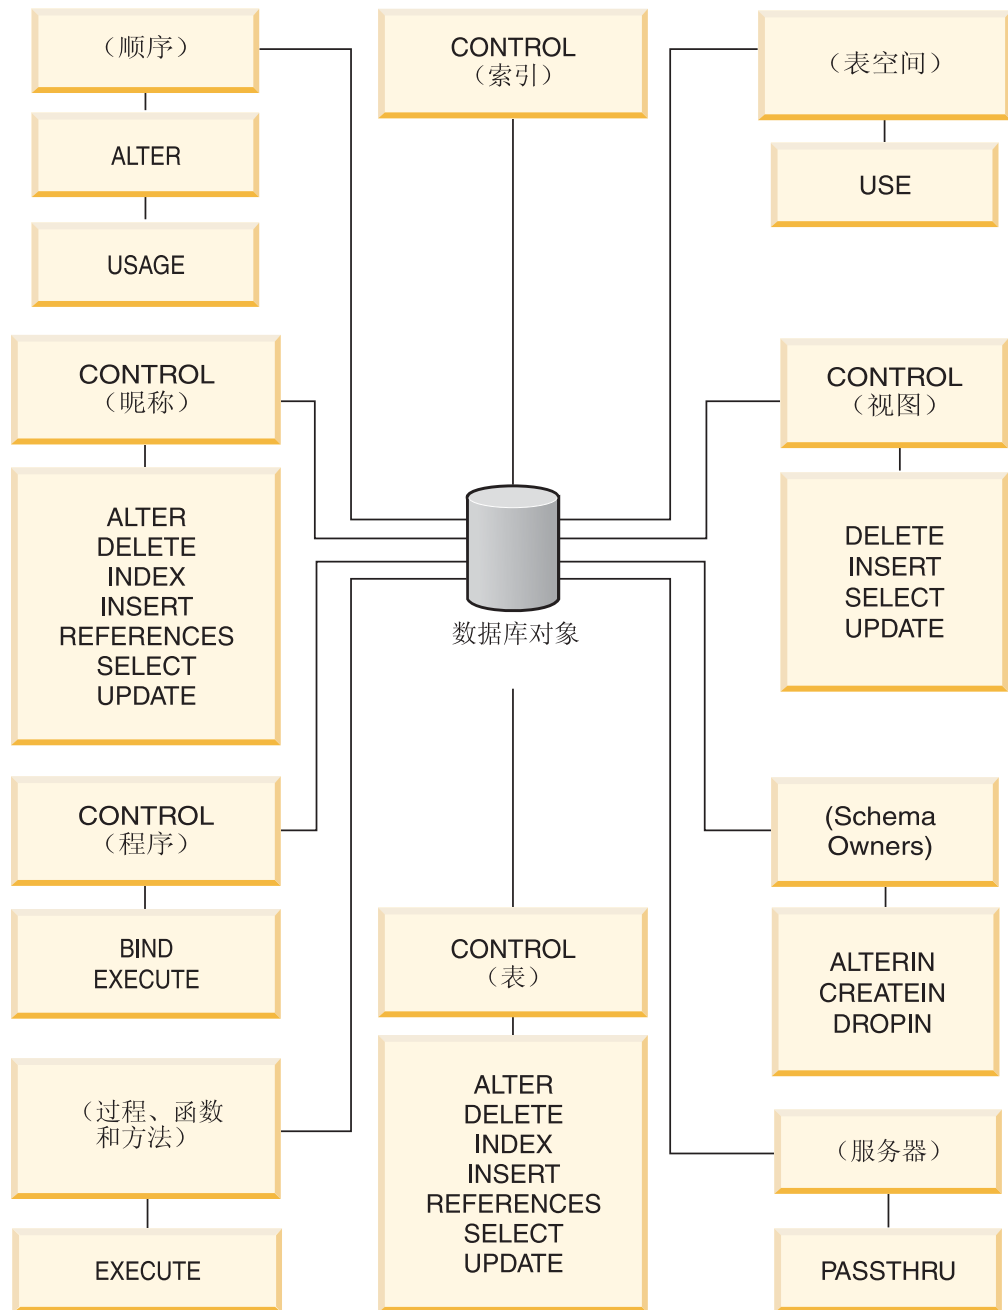 （顺序）
ALTER
USAGE
CONTROL
（索引）
（表空间）
USE
CONTROL
（昵称）
ALTER
DELETE
INDEX
INSERT
REFERENCES
SELECT
UPDATE
CONTROL
（视图）
DELETE
INSERT
SELECT
UPDATE
数据库对象
CONTROL
（程序）
BIND
EXECUTE
(Schema
Owners)
ALTERIN
CREATEIN
DROPIN
CONTROL
（表）
ALTER
DELETE
INDEX
INSERT
REFERENCES
SELECT
UPDATE
（过程、函数
和方法）
EXECUTE
（服务器）
PASSTHRU